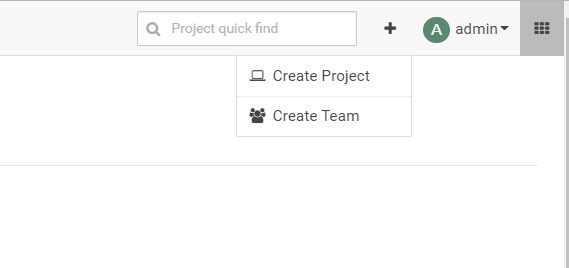 Project quick find
A admin
Create Project
Create Team